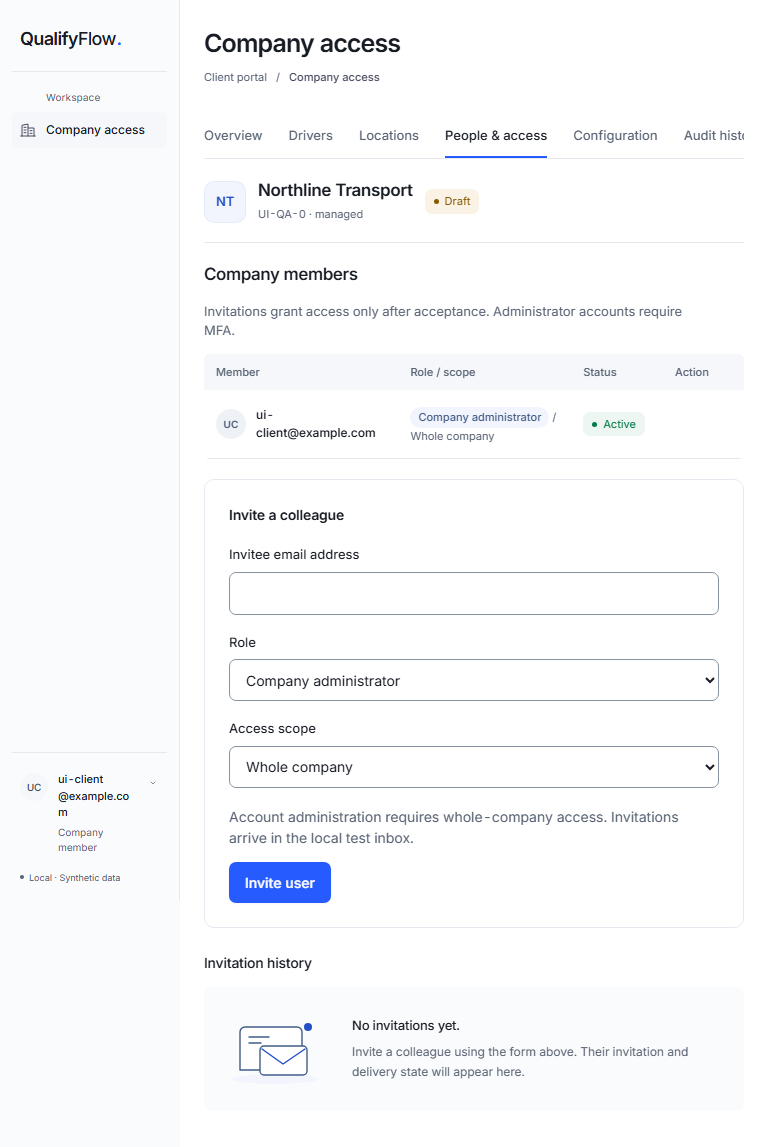 QualifyFlow.
Workspace
Company access
UC
ui-client
@example.co
m
Company
member
Local · Synthetic data
Company access
Client portal / Company access
Overview Drivers Locations People & access Configuration Audit histo
NT
Northline Transport
UI-QA-0 · managed
Draft
Company members
Invitations grant access only after acceptance. Administrator accounts require
MFA.
Member Role / scope Status Action
UC
ui-
client@example.com
Company administrator /
Whole company
Active
Invite a colleague
Invitee email address
Role
Company administrator
Access scope
Whole company
Account administration requires whole-company access. Invitations
arrive in the local test inbox.
Invite user
Invitation history
No invitations yet.
Invite a colleague using the form above. Their invitation and
delivery state will appear here.